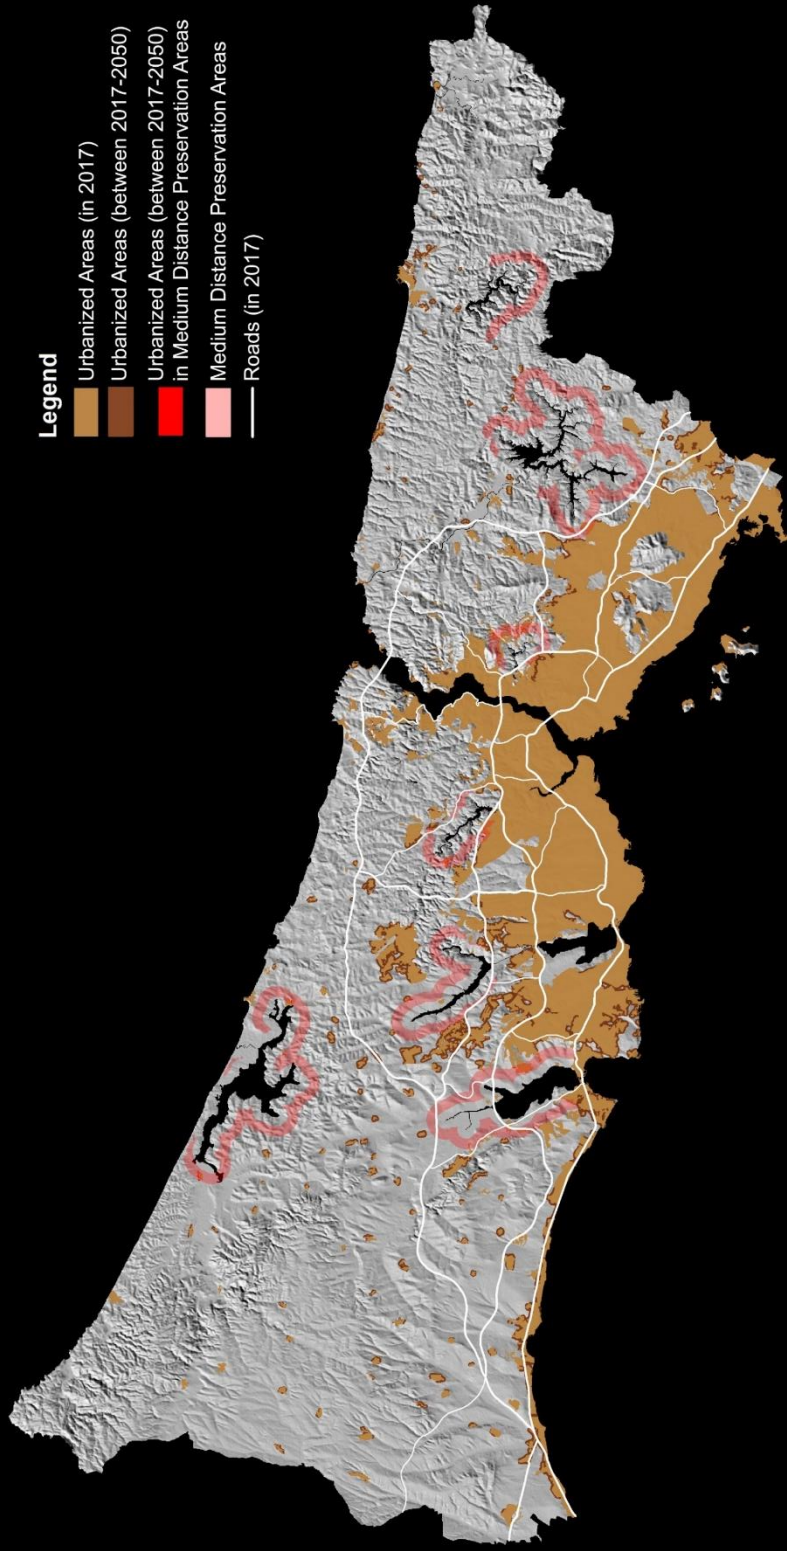 Legend
Urbanized Areas (in 2017)
Urbanized Areas (between 2017-2050)
Urbanized Areas (between 2017-2050)
in Medium Distance Preservation Areas
Medium Distance Preservation Areas
Roads (in 2017)